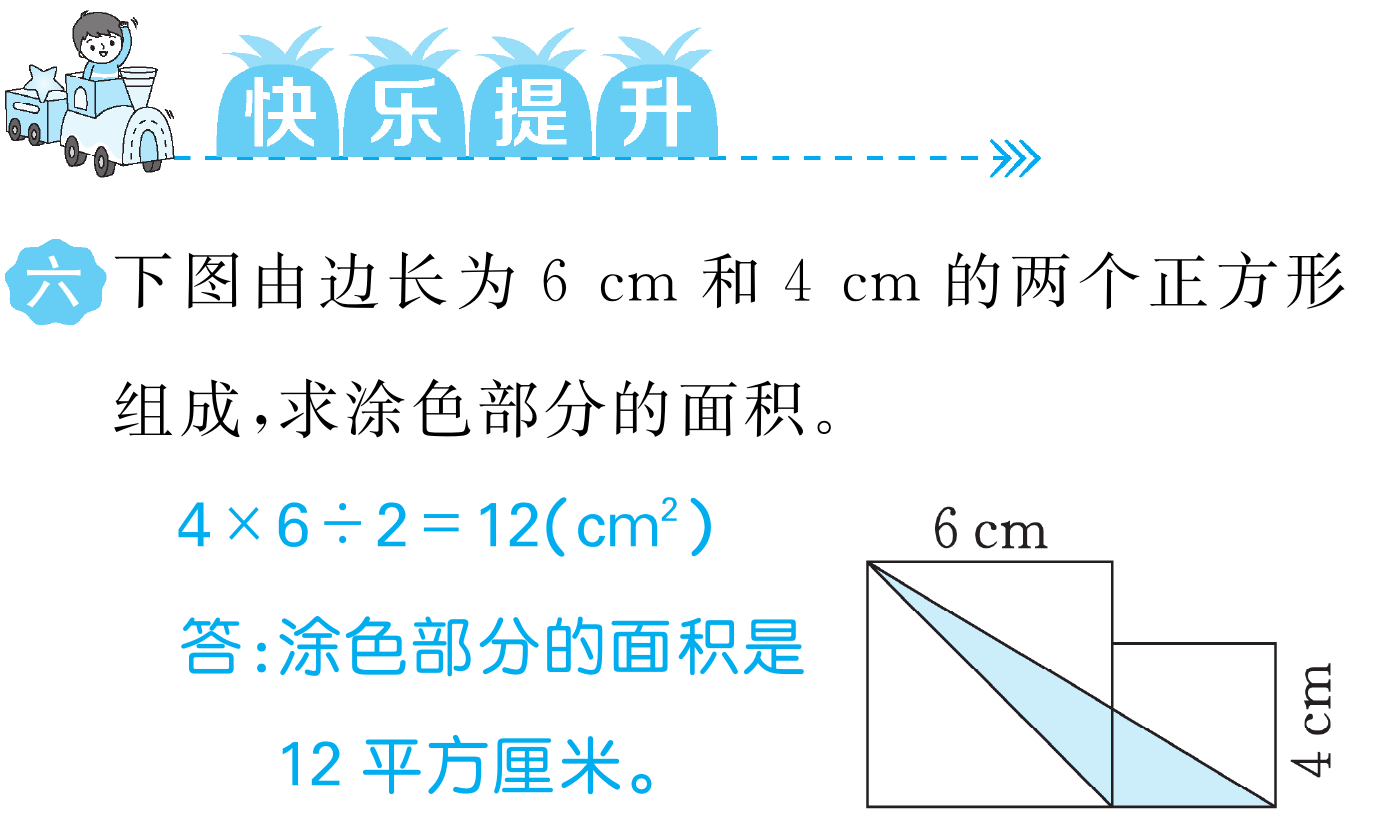 快乐提升
六 下图由边长为 6 cm 和 4 cm 的两个正方形
组成,求涂色部分的面积。
4×6÷2=12(cm²)
答:涂色部分的面积是
12 平方厘米。
6 cm
4 cm